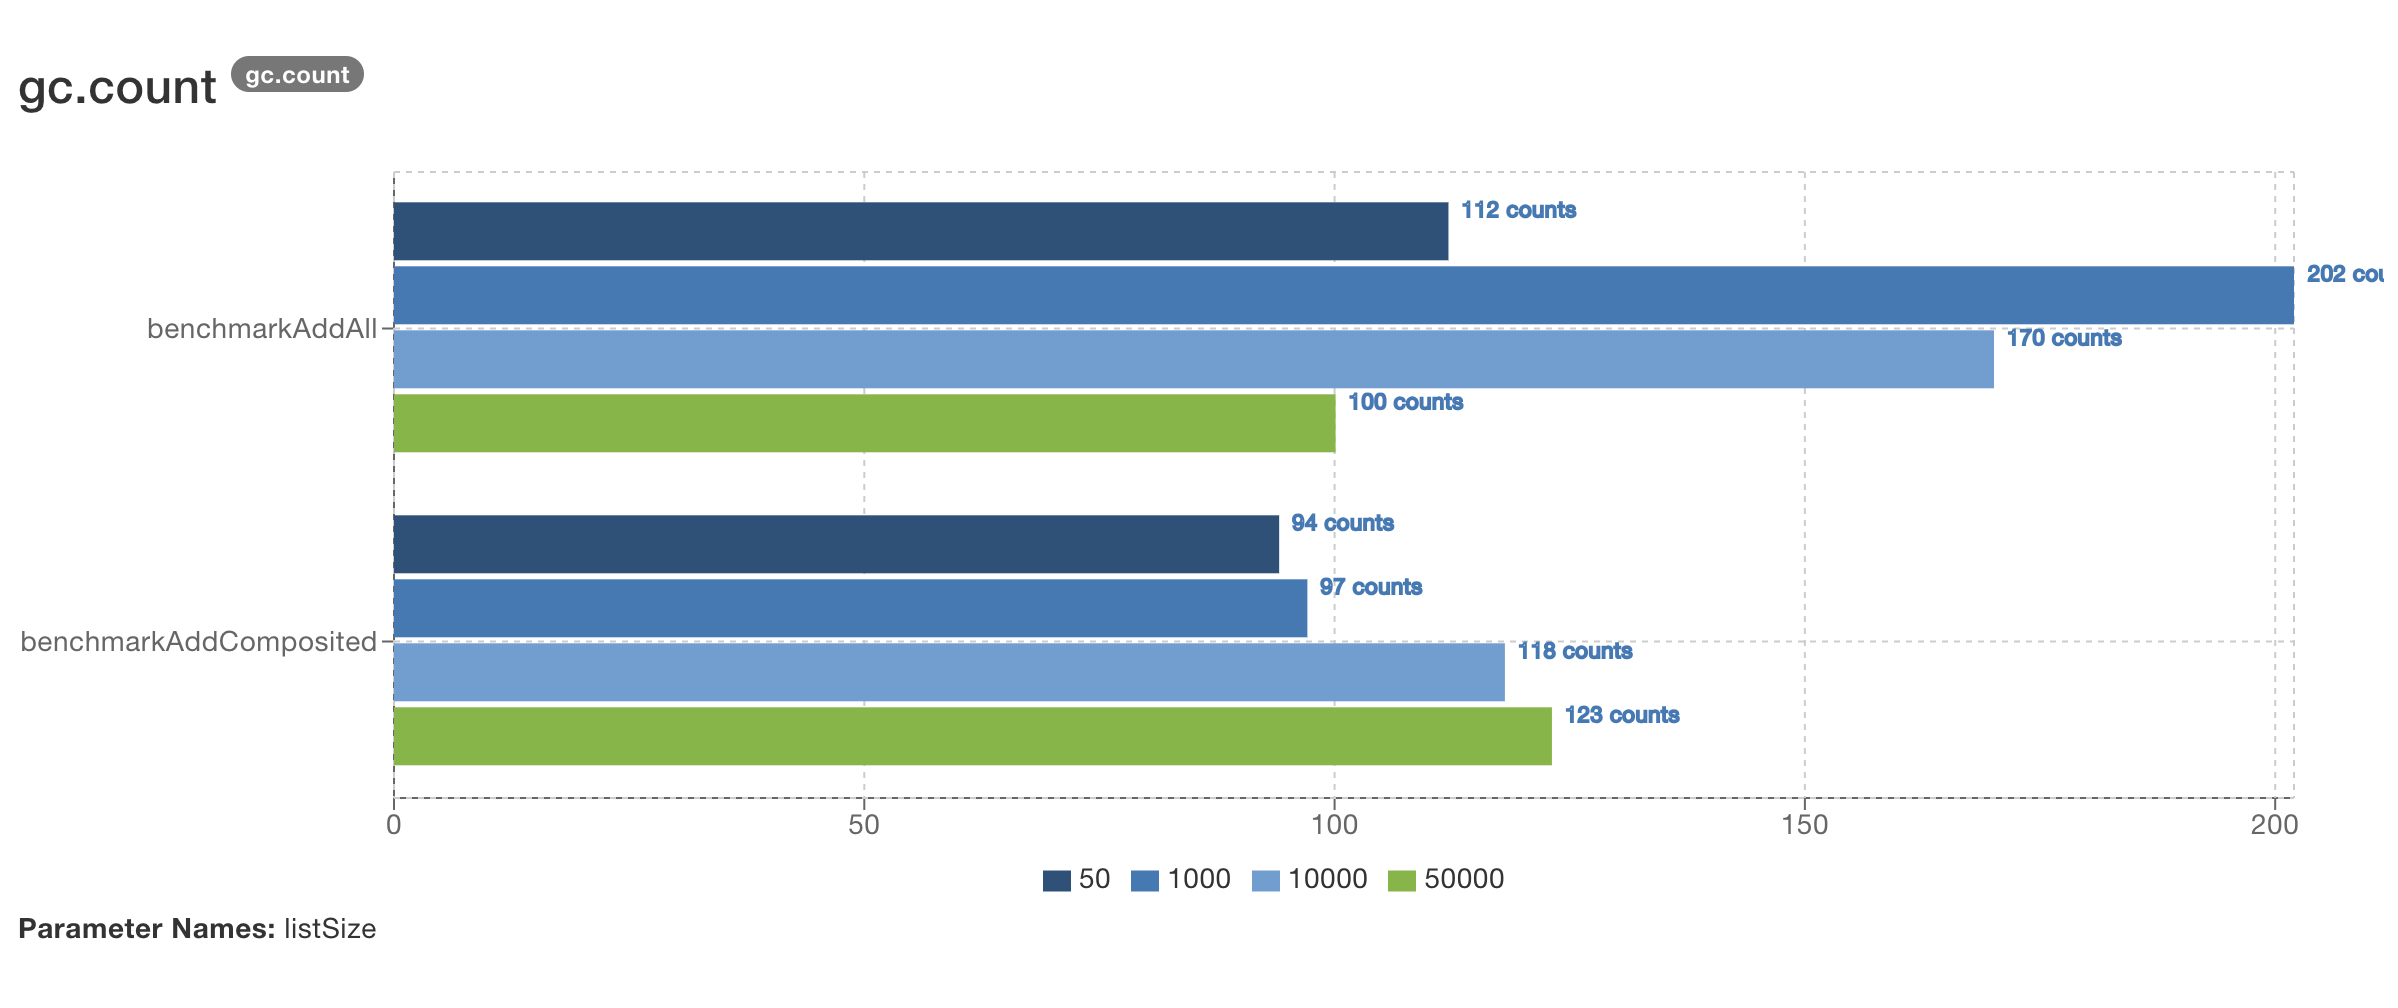 gc.count gc.count
benchmarkAddAll
112 counts
202 cou
170 counts
100 counts
benchmarkAddComposited
94 counts
97 counts
118 counts
123 counts
0 50 100 150 200
50 1000 10000 50000
Parameter Names: listSize